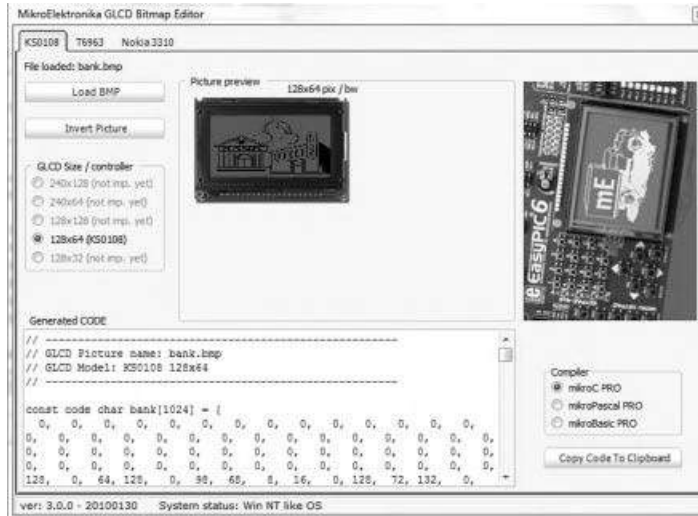 MikroElektronika GLCD Bitmap Editor
KS0108 T6963 Nokia 3310
File loaded: bank.bmp
Load BMP
Invert Picture
GLCD Size / controller
240x128 (not imp. yet)
240x64 (not imp. yet)
128x128 (not imp. yet)
128x64 (KS0108)
128x32 (not imp. yet)
Picture preview
128x64 pix / bw
mE
EasyPIC6
Generated CODE
// ----------------------------------------------------
// GLCD Picture name: bank.bmp
// GLCD Model: KS0108 128x64
// ----------------------------------------------------
const code char bank[1024] = {
0, 0, 0, 0, 0, 0, 0, 0, 0, 0, 0, 0, 0,
0, 0, 0, 0, 0, 0, 0, 0, 0, 0, 0, 0, 0, 0,
0, 0, 0, 0, 0, 0, 0, 0, 0, 0, 0, 0, 0, 0,
0, 0, 0, 0, 0, 0, 0, 0, 0, 0, 0, 0, 0, 0,
128, 0, 64, 128, 0, 98, 68, 8, 16, 0, 128, 72, 132, 0,
Compiler
mikroC PRO
mikroPascal PRO
mikroBasic PRO
Copy Code To Clipboard
ver: 3.0.0 - 20100130 System status: Win NT like OS